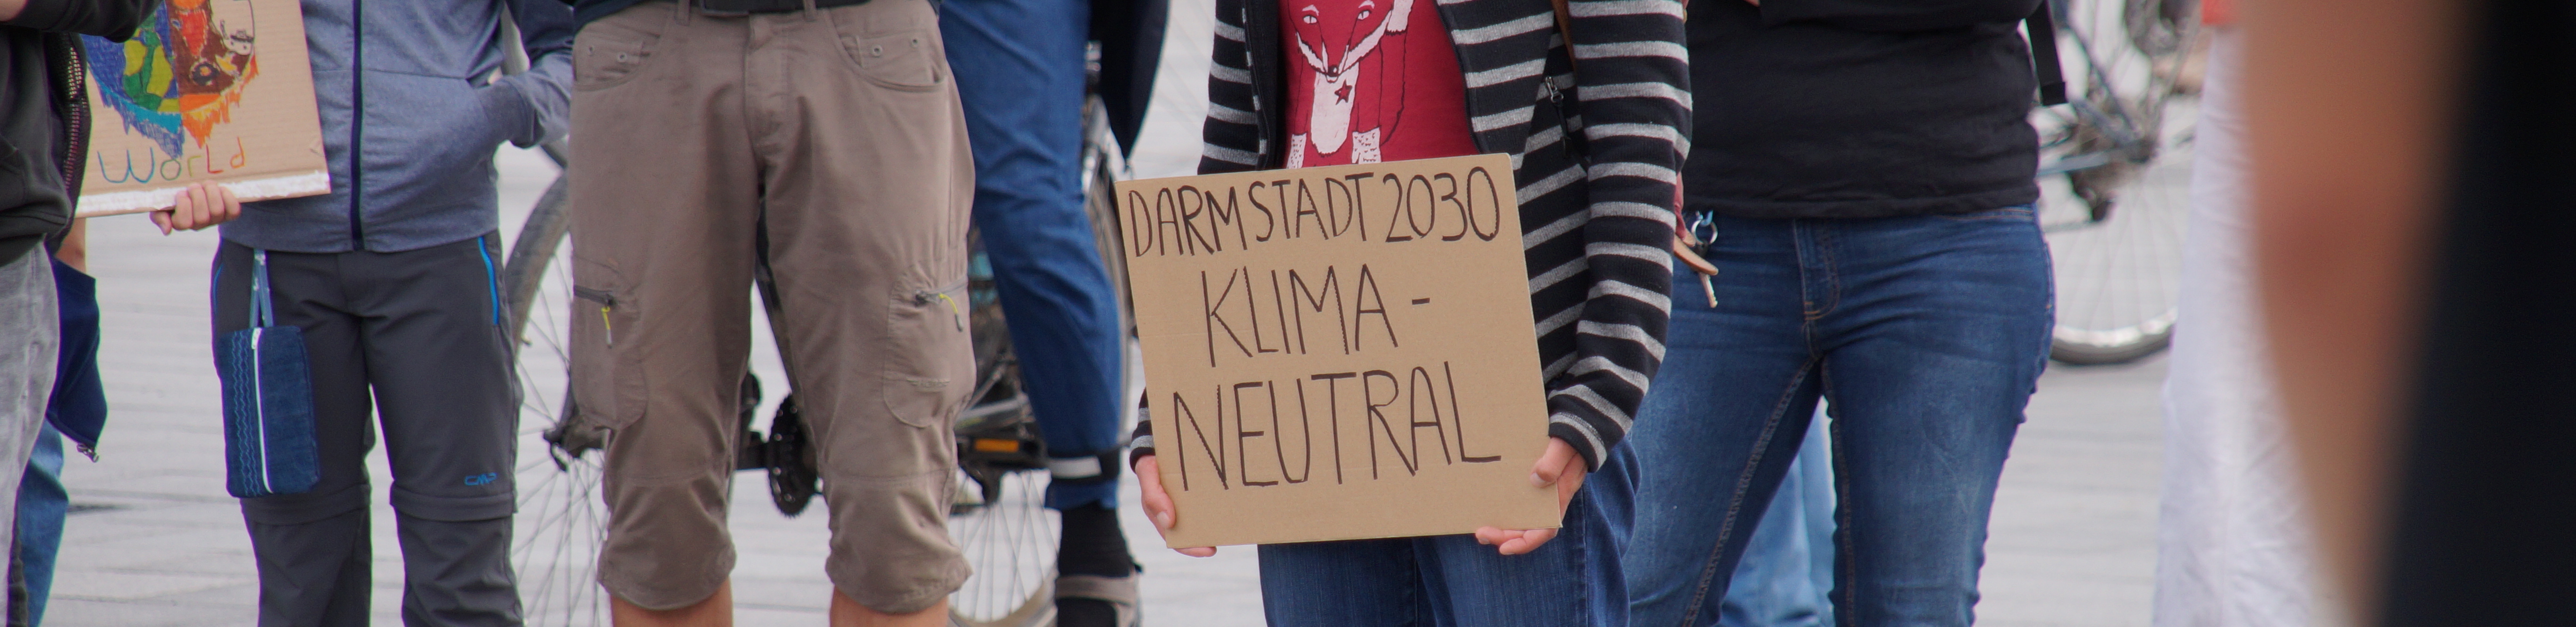 World
DARMSTADT 2030
KLIMA-
NEUTRAL
CMP